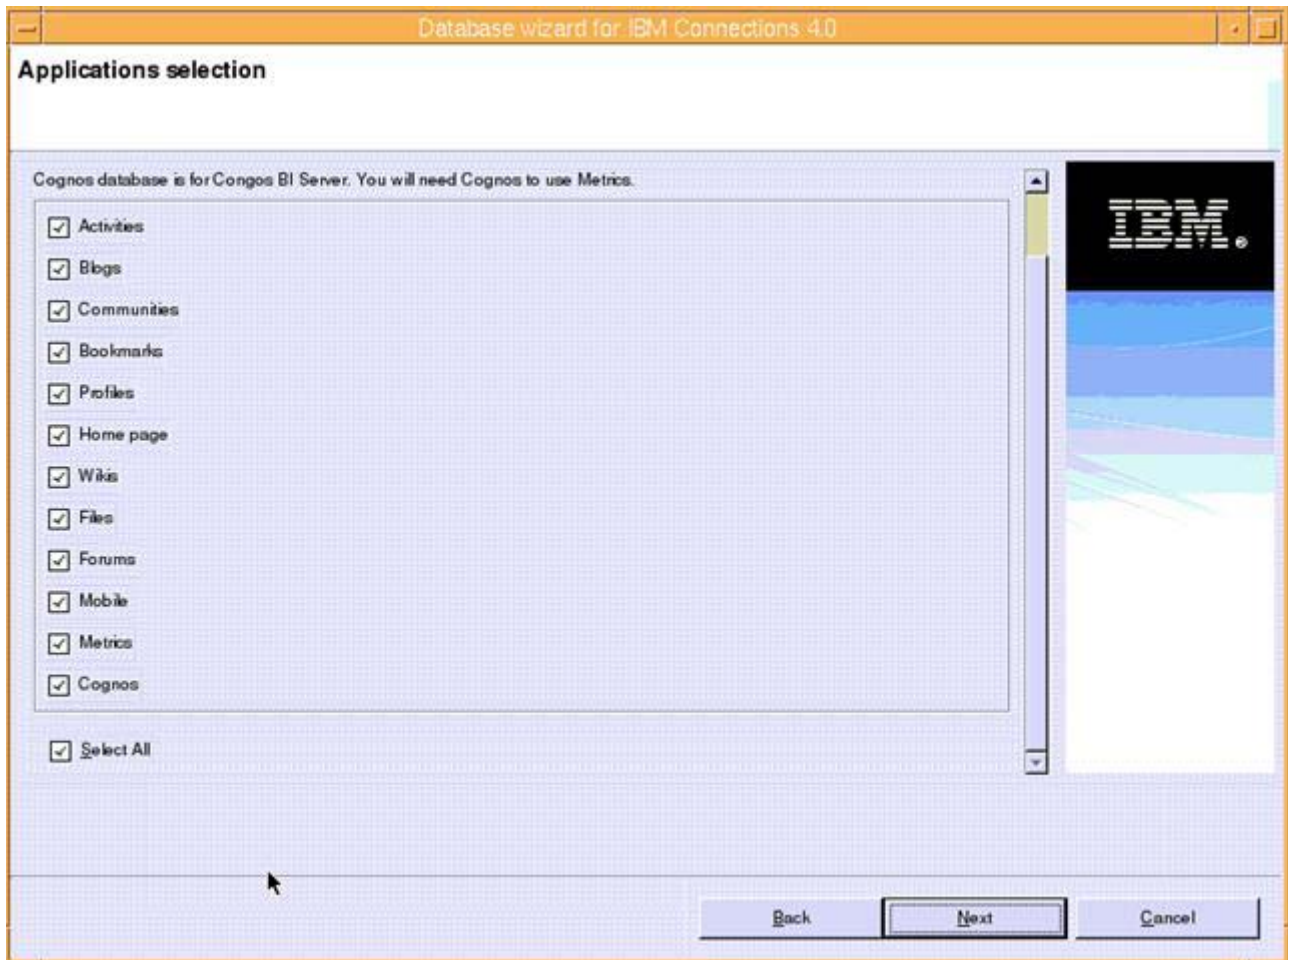 Database wizard for IBM Connections 4.0
Applications selection
Cognos database is for Congos BI Server. You will need Cognos to use Metrics.
IBM.
Activities
Blogs
Communities
Bookmarks
Profiles
Home page
Wikis
Files
Forums
Mobile
Metrics
Cognos
Select All
Back
Next
Cancel